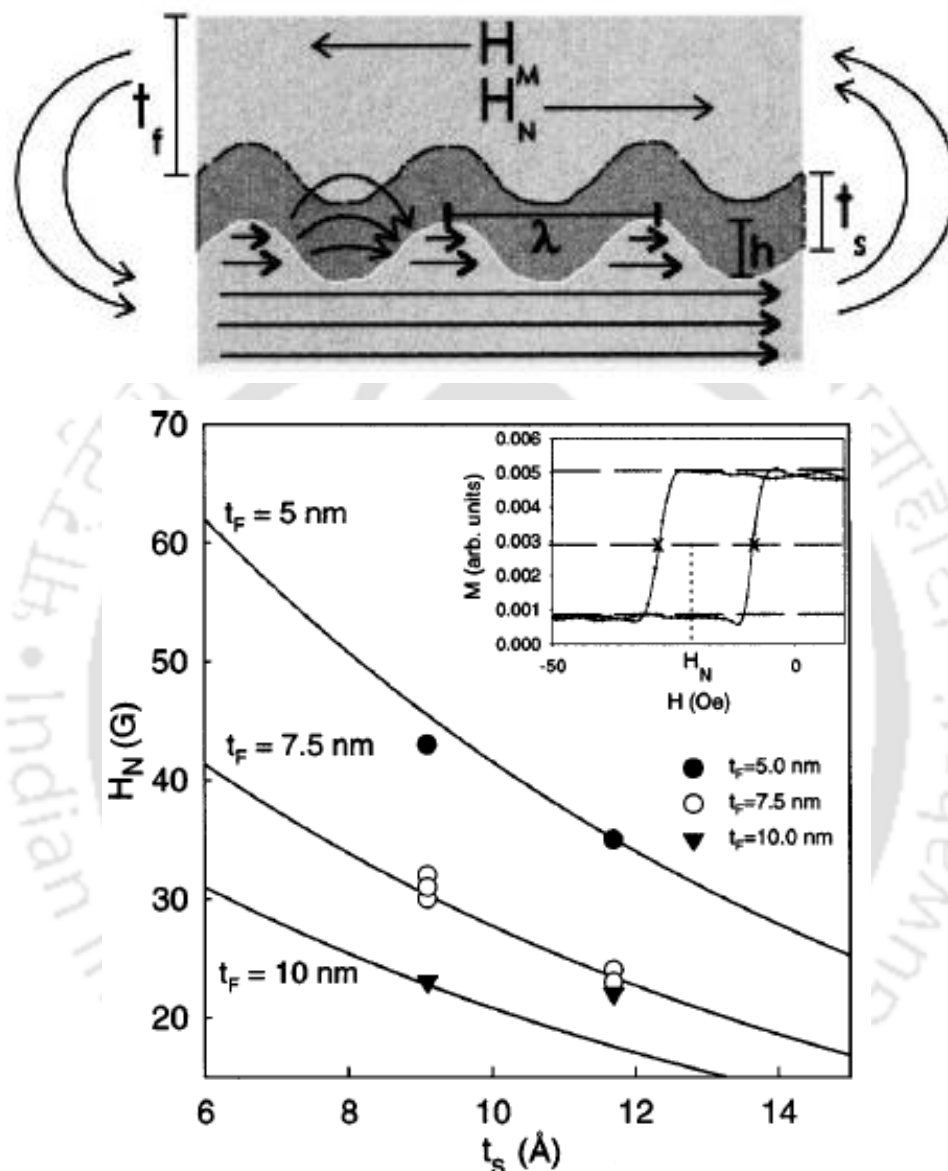 H_M
H_N
t_f
t_s
λ
h
70
60
50
40
30
20
H_N (G)
t_F = 5 nm
t_F = 7.5 nm
t_F = 10 nm
0.006
0.005
0.004
0.003
0.001
0.000
M (arb. units)
-50
H_N
0
H (Oe)
t_F=5.0 nm
t_F=7.5 nm
t_F=10.0 nm
6
8
10
12
14
t_s (Å)
Indian